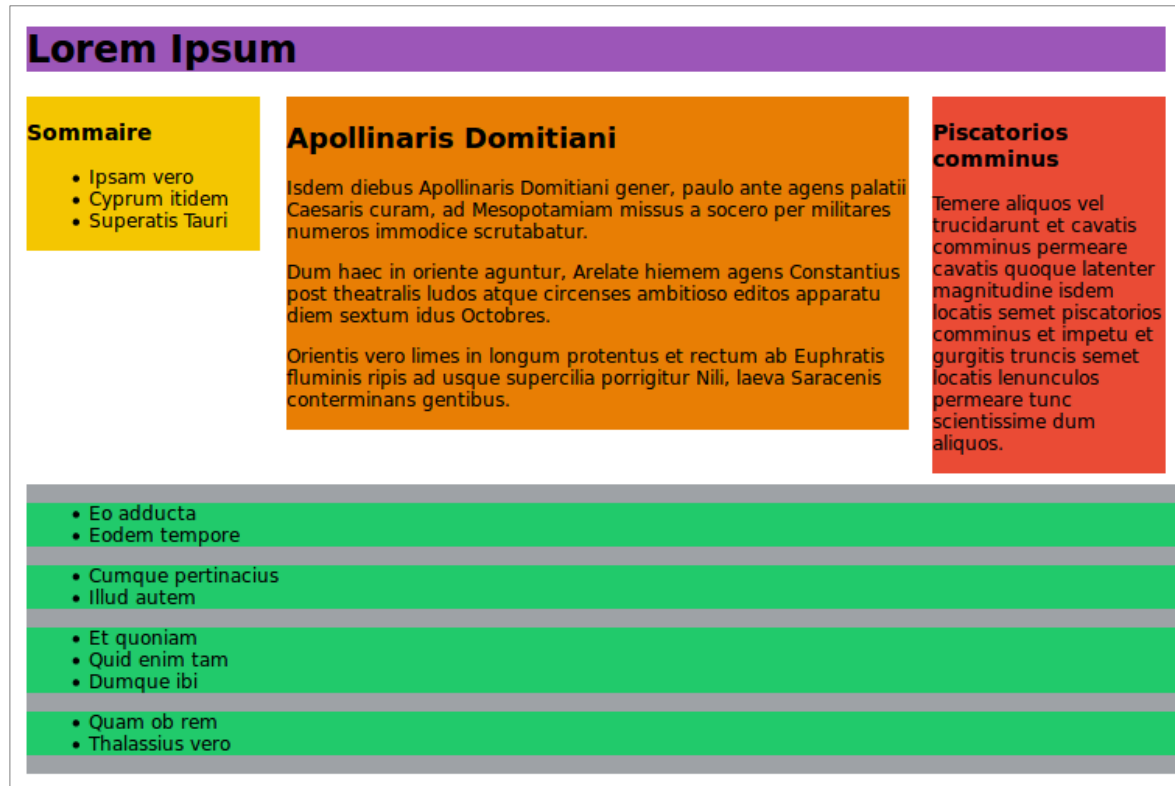 Lorem Ipsum
Sommaire
Ipsam vero
Cyprum itidem
Superatis Tauri
Apollinaris Domitiani
Isdem diebus Apollinaris Domitiani gener, paulo ante agens palatii
Caesaris curam, ad Mesopotamiam missus a socero per militares
numeros immodice scrutabatur.
Dum haec in oriente aguntur, Arelate hiemem agens Constantius
post theatralis ludos atque circenses ambitioso editos apparatu
diem sextum idus Octobres.
Orientis vero limes in longum protentus et rectum ab Euphratis
fluminis ripis ad usque supercilia porrigitur Nili, laeva Saracenis
conterminans gentibus.
Piscatorios
comminus
Temere aliquos vel
trucidarunt et cavatis
comminus permeare
cavatis quoque latenter
magnitudine isdem
locatis semet piscatorios
comminus et impetu et
gurgitis truncis semet
locatis lenunculos
permeare tunc
scientissime dum
aliquos.
Eo adducta
Eodem tempore
Cumque pertinacius
Illud autem
Et quoniam
Quid enim tam
Dumque ibi
Quam ob rem
Thalassius vero